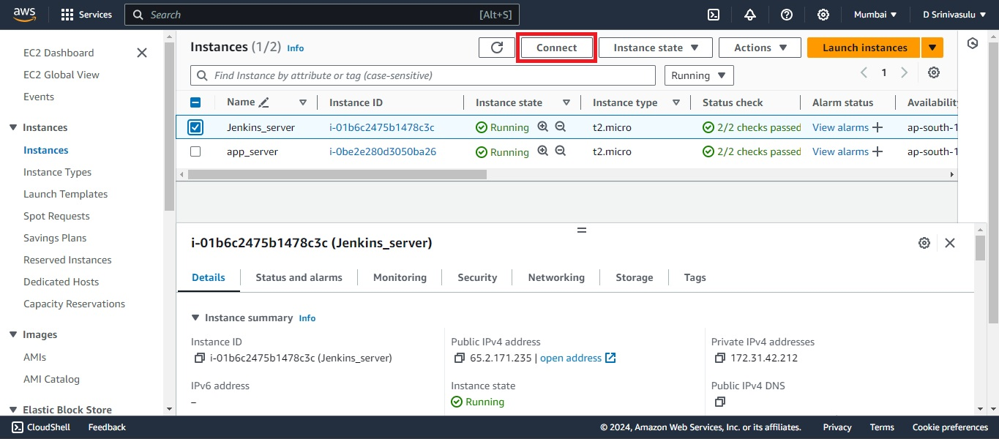 aws Services Search [Alt+S] Mumbai D Srinivasulu
EC2 Dashboard
EC2 Global View
Events
Instances
Instances
Instance Types
Launch Templates
Spot Requests
Savings Plans
Reserved Instances
Dedicated Hosts
Capacity Reservations
Images
AMIs
AMI Catalog
Elastic Block Store
Instances (1/2) Info Connect Instance state Actions Launch instances
Find Instance by attribute or tag (case-sensitive) Running 1
Name Instance ID Instance state Instance type Status check Alarm status Availability
Jenkins_server i-01b6c2475b1478c3c Running t2.micro 2/2 checks passed View alarms ap-south-1
app_server i-0be2e280d3050ba26 Running t2.micro 2/2 checks passed View alarms ap-south-1
i-01b6c2475b1478c3c (Jenkins_server)
Details Status and alarms Monitoring Security Networking Storage Tags
Instance summary Info
Instance ID Public IPv4 address Private IPv4 addresses
i-01b6c2475b1478c3c (Jenkins_server) 65.2.171.235 | open address 172.31.42.212
IPv6 address Instance state Public IPv4 DNS
– Running
CloudShell Feedback © 2024, Amazon Web Services, Inc. or its affiliates. Privacy Terms Cookie preferences